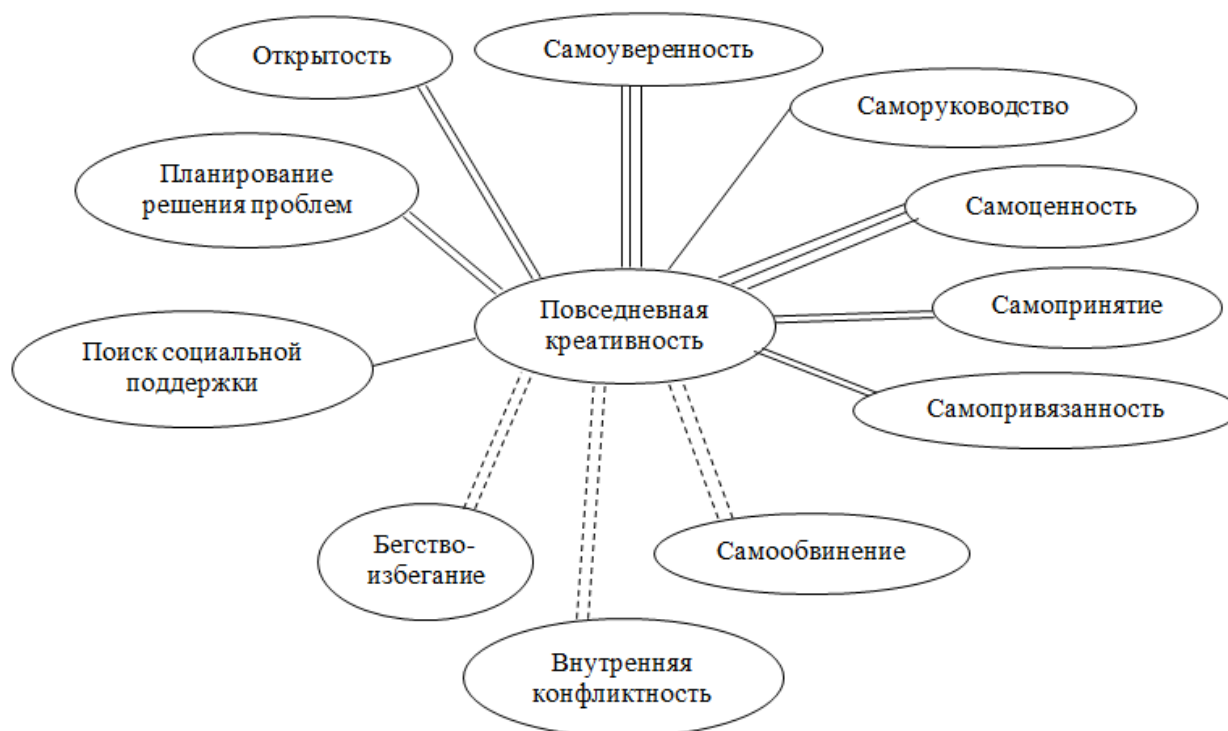 Открытость
Самоуверенность
Саморуководство
Планирование
решения проблем
Самоценность
Повседневная
креативность
Самопринятие
Поиск социальной
поддержки
Самопривязанность
Бегство-
избегание
Самообвинение
Внутренняя
конфликтность